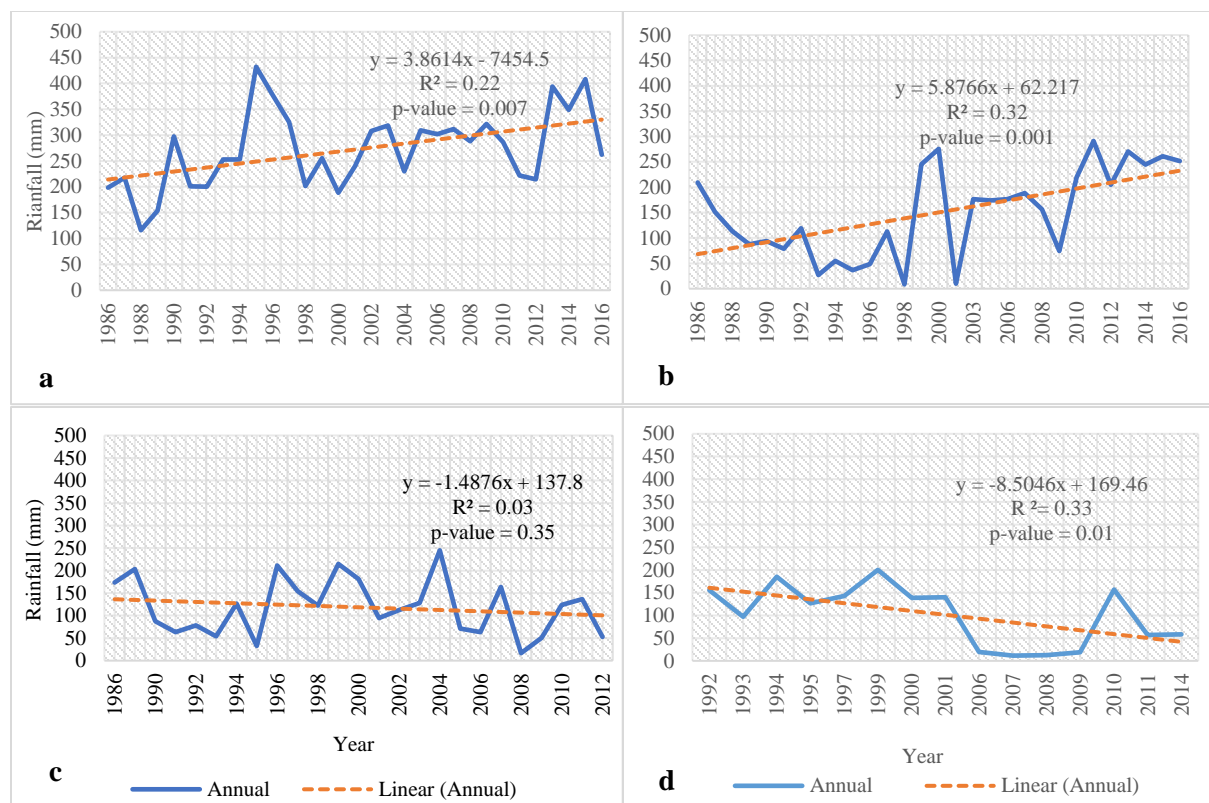 500
450
400
350
300
250
200
150
100
50
0
Rianfall (mm)
y = 3.8614x - 7454.5
R² = 0.22
p-value = 0.007
1986 1988 1990 1992 1994 1996 1998 2000 2002 2004 2006 2008 2010 2012 2014 2016
a
500
450
400
350
300
250
200
150
100
50
0
y = 5.8766x + 62.217
R² = 0.32
p-value = 0.001
1986 1988 1990 1992 1994 1996 1998 2000 2003 2006 2008 2010 2012 2014 2016
b
500
450
400
350
300
250
200
150
100
50
0
Rainfall (mm)
y = -1.4876x + 137.8
R² = 0.03
p-value = 0.35
1986 1990 1992 1994 1996 1998 2000 2002 2004 2006 2008 2010 2012
Year
c
Annual
Linear (Annual)
500
450
400
350
300
250
200
150
100
50
0
y = -8.5046x + 169.46
R ²= 0.33
p-value = 0.01
1992 1993 1994 1995 1997 1999 2000 2001 2006 2007 2008 2009 2010 2011 2014
Year
d
Annual
Linear (Annual)